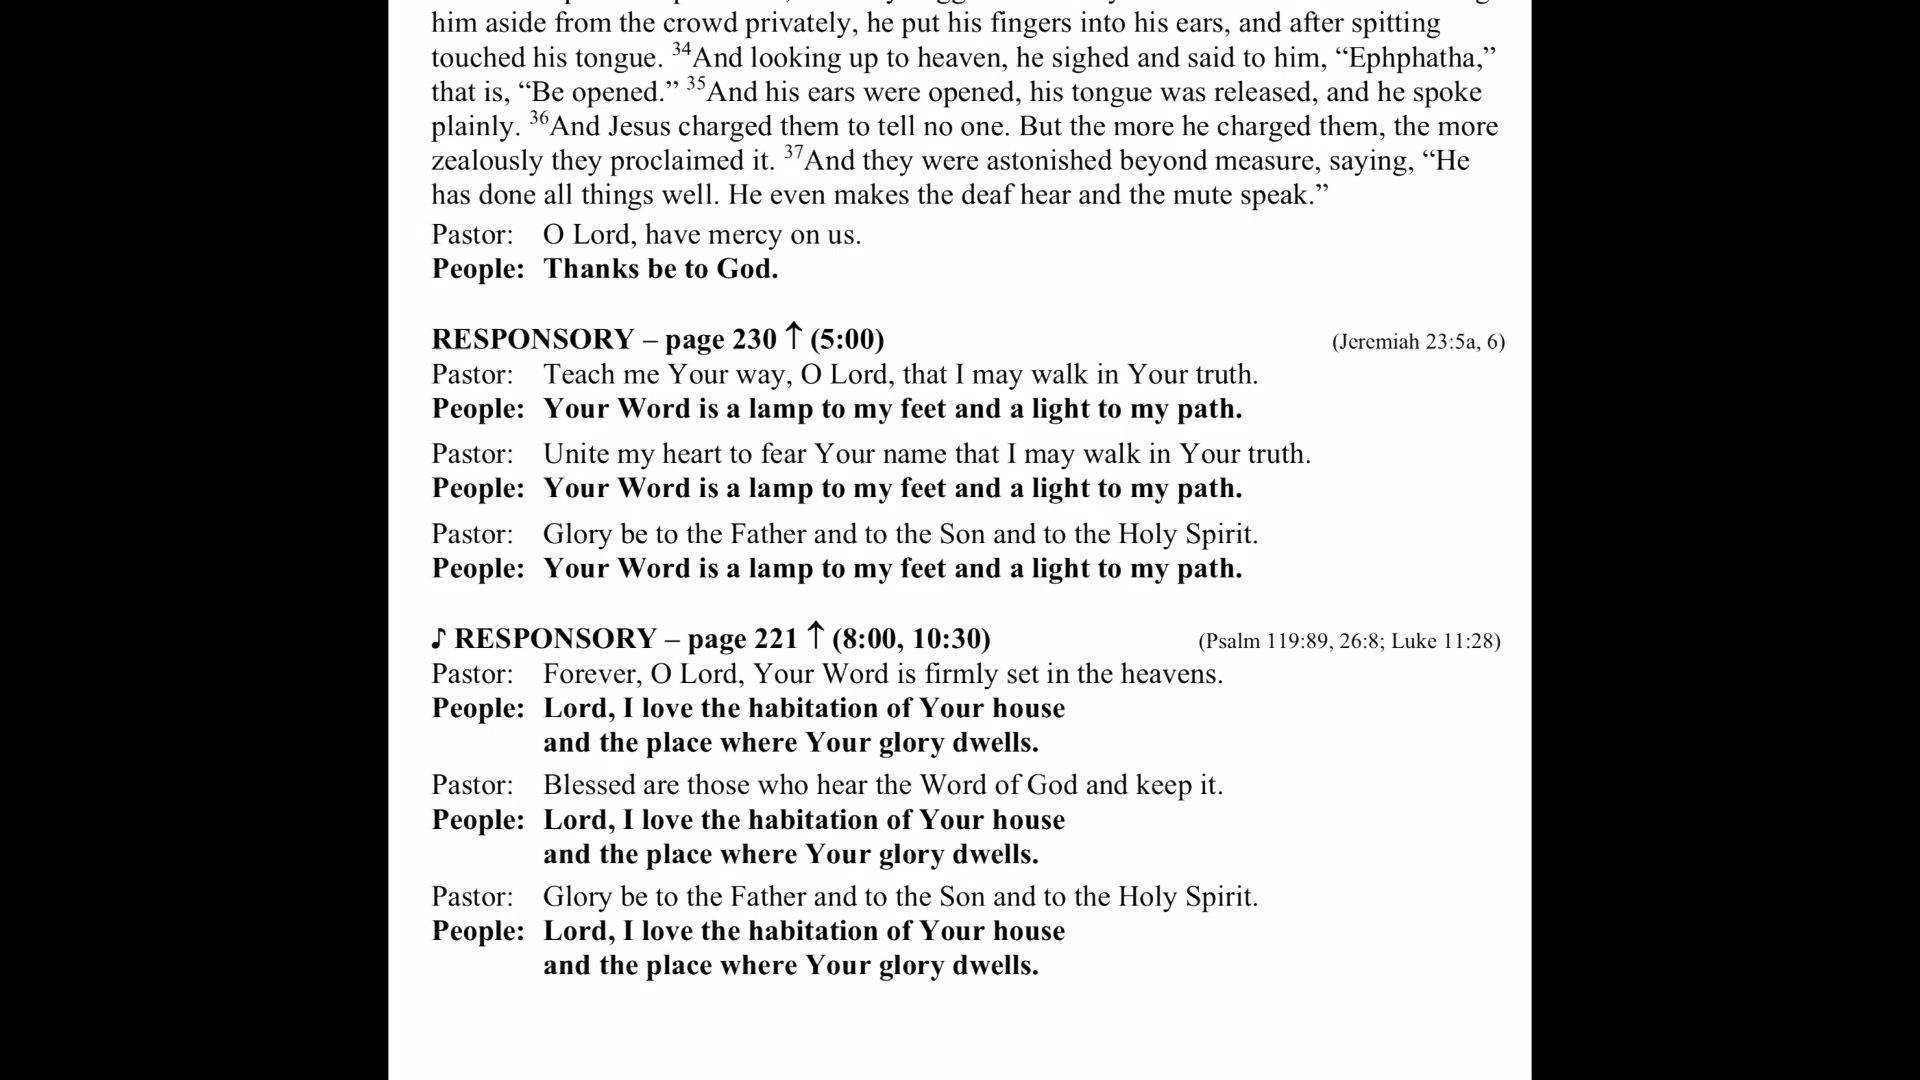 him aside from the crowd privately, he put his fingers into his ears, and after spitting
touched his tongue. 34And looking up to heaven, he sighed and said to him, “Ephphatha,”
that is, “Be opened.” 35And his ears were opened, his tongue was released, and he spoke
plainly. 36And Jesus charged them to tell no one. But the more he charged them, the more
zealously they proclaimed it. 37And they were astonished beyond measure, saying, “He
has done all things well. He even makes the deaf hear and the mute speak.”
Pastor: O Lord, have mercy on us.
People: Thanks be to God.
RESPONSORY – page 230 ↑ (5:00) (Jeremiah 23:5a, 6)
Pastor: Teach me Your way, O Lord, that I may walk in Your truth.
People: Your Word is a lamp to my feet and a light to my path.
Pastor: Unite my heart to fear Your name that I may walk in Your truth.
People: Your Word is a lamp to my feet and a light to my path.
Pastor: Glory be to the Father and to the Son and to the Holy Spirit.
People: Your Word is a lamp to my feet and a light to my path.
♪ RESPONSORY – page 221 ↑ (8:00, 10:30) (Psalm 119:89, 26:8; Luke 11:28)
Pastor: Forever, O Lord, Your Word is firmly set in the heavens.
People: Lord, I love the habitation of Your house
and the place where Your glory dwells.
Pastor: Blessed are those who hear the Word of God and keep it.
People: Lord, I love the habitation of Your house
and the place where Your glory dwells.
Pastor: Glory be to the Father and to the Son and to the Holy Spirit.
People: Lord, I love the habitation of Your house
and the place where Your glory dwells.